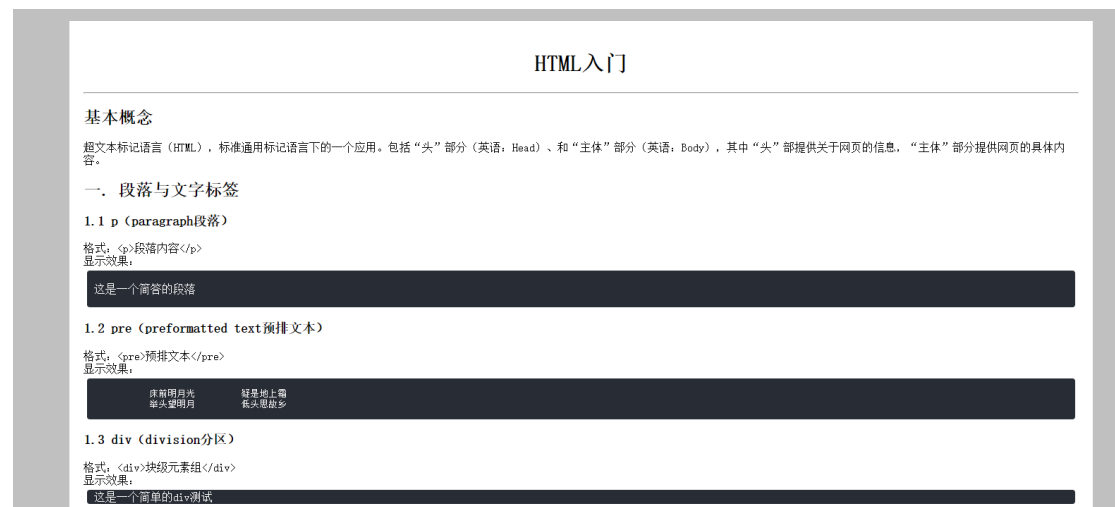 HTML入门
基本概念
超文本标记语言（HTML），标准通用标记语言下的一个应用。包括“头”部分（英语：Head）、和“主体”部分（英语：Body），其中“头”部提供关于网页的信息，“主体”部分提供网页的具体内
容。
一. 段落与文字标签
1.1 p（paragraph段落）
格式：<p>段落内容</p>
显示效果：
这是一个简答的段落
1.2 pre（preformatted text预排文本）
格式：<pre>预排文本</pre>
显示效果：
床前明月光 疑是地上霜
举头望明月 低头思故乡
1.3 div（division分区）
格式：<div>块级元素组</div>
显示效果：
这是一个简单的div测试